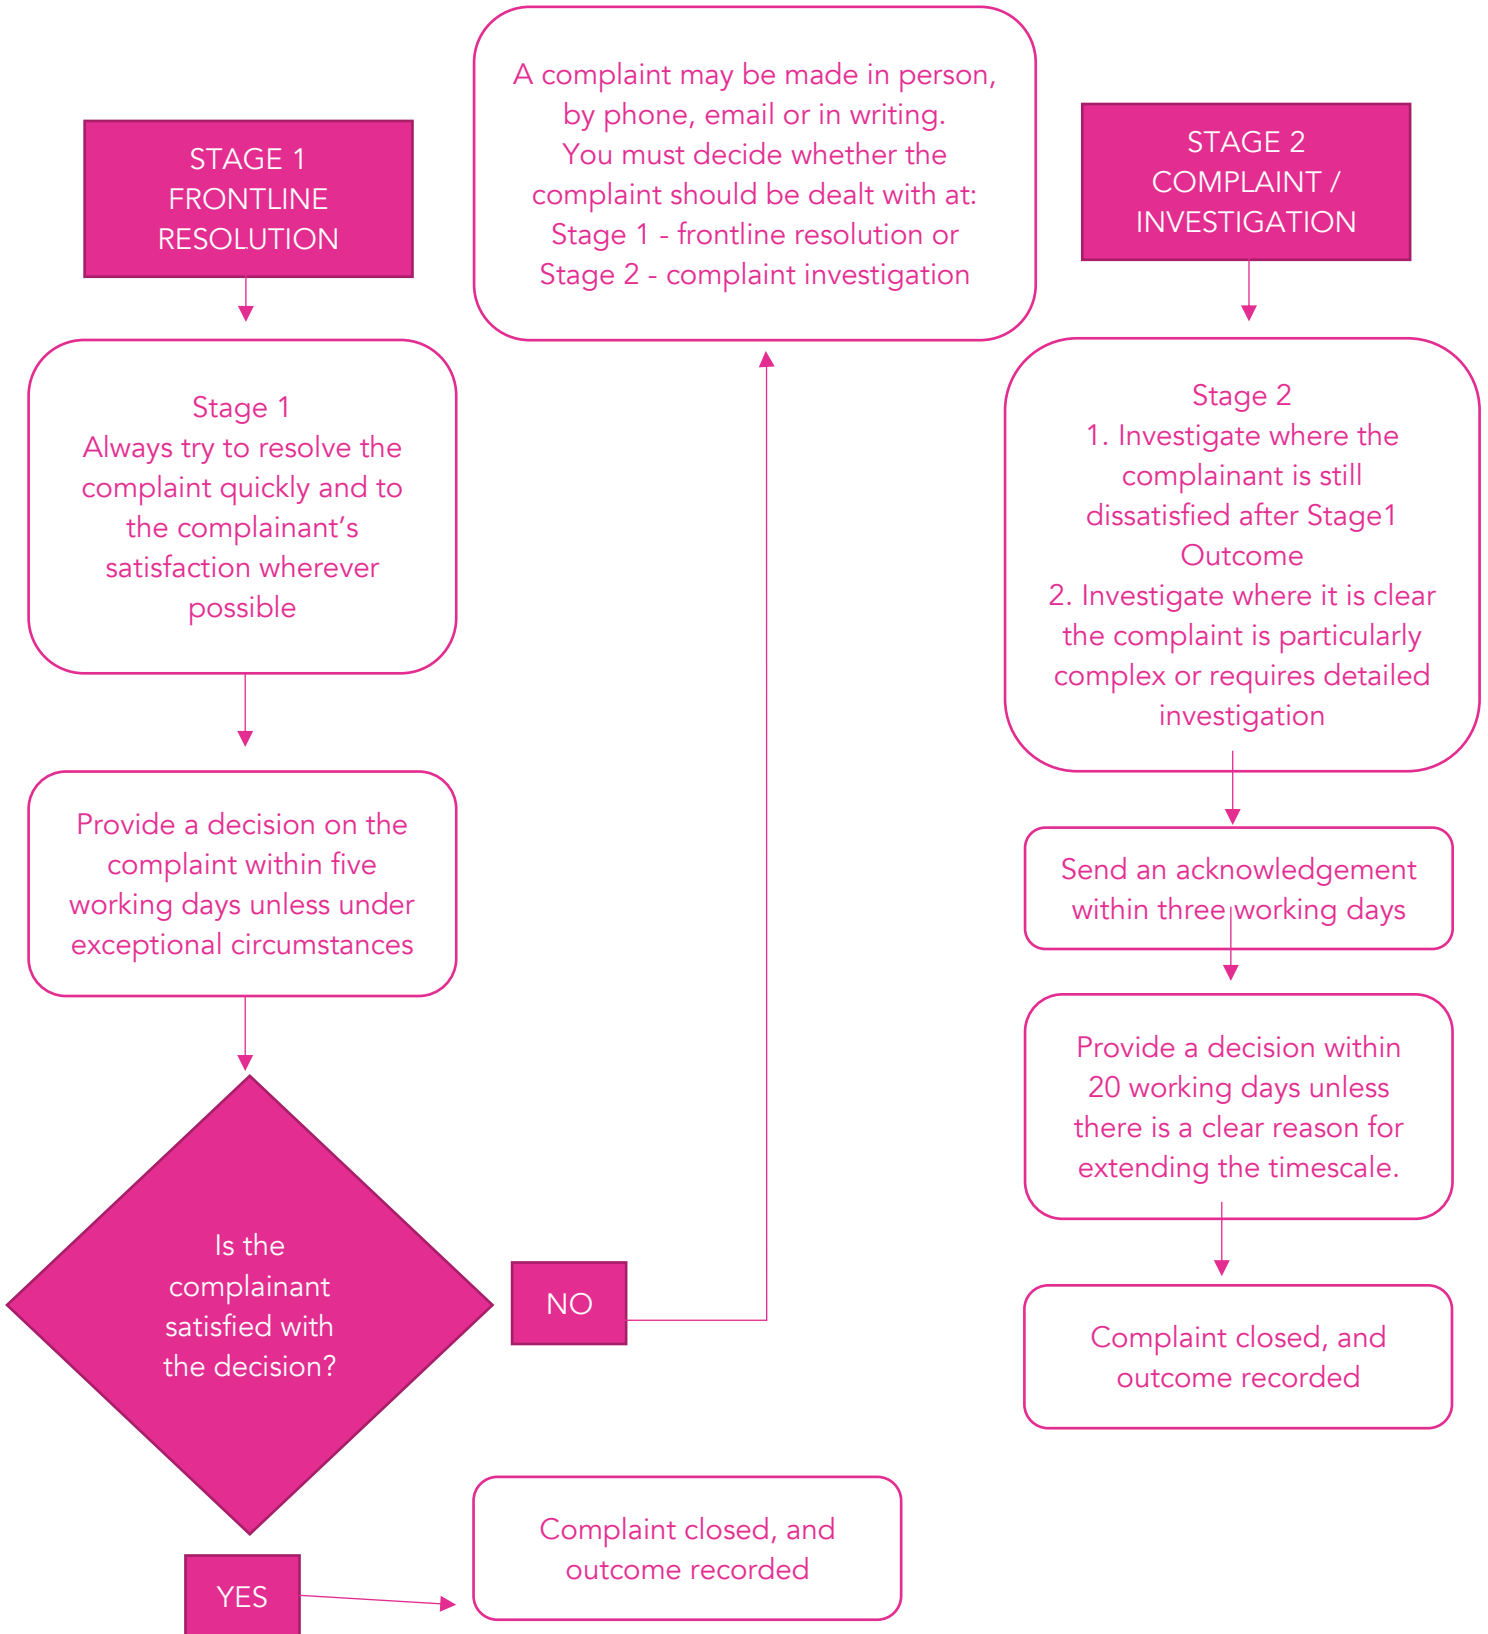 A complaint may be made in person,
by phone, email or in writing.
You must decide whether the
complaint should be dealt with at:
Stage 1 - frontline resolution or
Stage 2 - complaint investigation
STAGE 1
FRONTLINE
RESOLUTION
Stage 1
Always try to resolve the
complaint quickly and to
the complainant’s
satisfaction wherever
possible
Provide a decision on the
complaint within five
working days unless under
exceptional circumstances
Is the
complainant
satisfied with
the decision?
NO
YES
Complaint closed, and
outcome recorded
STAGE 2
COMPLAINT /
INVESTIGATION
Stage 2
1. Investigate where the
complainant is still
dissatisfied after Stage1
Outcome
2. Investigate where it is clear
the complaint is particularly
complex or requires detailed
investigation
Send an acknowledgement
within three working days
Provide a decision within
20 working days unless
there is a clear reason for
extending the timescale.
Complaint closed, and
outcome recorded